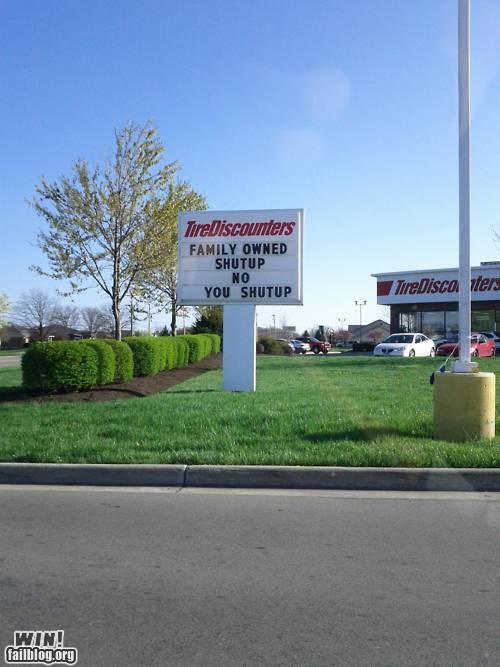 TireDiscounters
FAMILY OWNED
SHUTUP
NO
YOU SHUTUP
TireDiscounters
WIN!
failblog.org